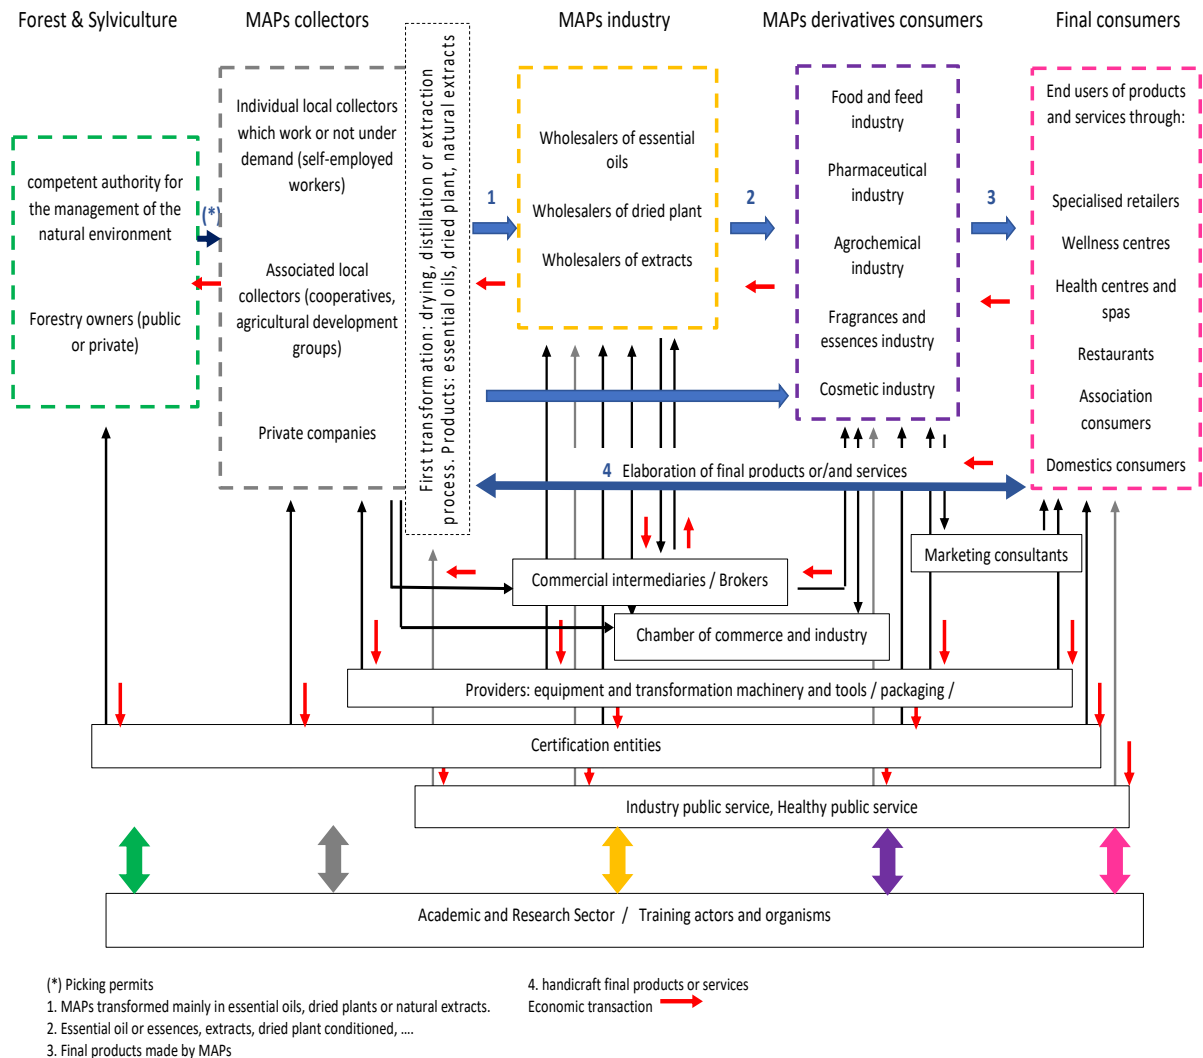 Forest & Sylviculture
MAPs collectors
MAPs industry
MAPs derivatives consumers
Final consumers
competent authority for
the management of the
natural environment
Forestry owners (public
or private)
(*)
Individual local collectors
which work or not under
demand (self-employed
workers)
Associated local
collectors (cooperatives,
agricultural development
groups)
Private companies
First transformation: drying, distillation or extraction
process. Products: essential oils, dried plant, natural extracts
1
Wholesalers of essential
oils
Wholesalers of dried plant
Wholesalers of extracts
2
Food and feed
industry
Pharmaceutical
industry
Agrochemical
industry
Fragrances and
essences industry
Cosmetic industry
3
End users of products
and services through:
Specialised retailers
Wellness centres
Health centres and
spas
Restaurants
Association
consumers
Domestics consumers
4 Elaboration of final products or/and services
Marketing consultants
Commercial intermediaries / Brokers
Chamber of commerce and industry
Providers: equipment and transformation machinery and tools / packaging /
Certification entities
Industry public service, Healthy public service
Academic and Research Sector / Training actors and organisms
(*) Picking permits
1. MAPs transformed mainly in essential oils, dried plants or natural extracts.
2. Essential oil or essences, extracts, dried plant conditioned, ....
3. Final products made by MAPs
4. handicraft final products or services
Economic transaction